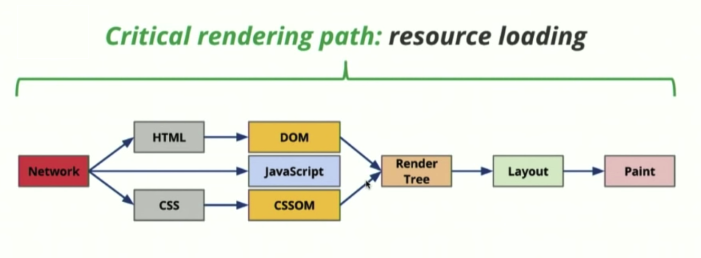 Critical rendering path: resource loading
HTML
DOM
Network
JavaScript
Render
Tree
Layout
Paint
CSS
CSSOM